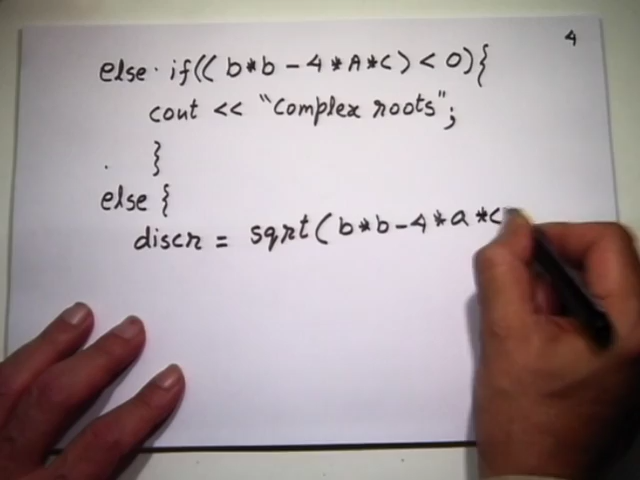 4
else if(( b*b - 4*A*C) < 0){
cout << "Complex roots";
}
else {
discr = sqrt( b*b-4*a*c